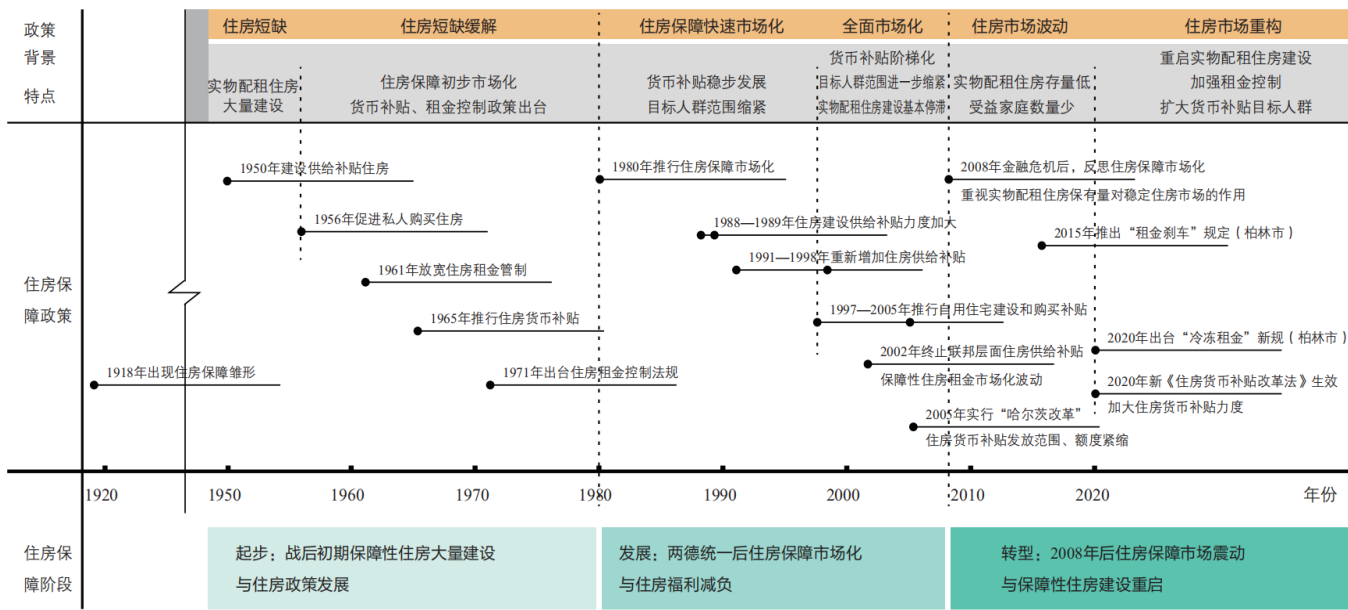 政策
背景
特点
住房短缺
住房短缺缓解
住房保障快速市场化
全面市场化
住房市场波动
住房市场重构
实物配租住房
大量建设
住房保障初步市场化
货币补贴、租金控制政策出台
货币补贴稳步发展
目标人群范围缩紧
货币补贴阶梯化
目标人群范围进一步缩紧
实物配租住房建设基本停滞
实物配租住房存量低
受益家庭数量少
重启实物配租住房建设
加强租金控制
扩大货币补贴目标人群
住房保
障政策
1950年建设供给补贴住房
1956年促进私人购买住房
1961年放宽住房租金管制
1965年推行住房货币补贴
1918年出现住房保障雏形
1971年出台住房租金控制法规
1980年推行住房保障市场化
1988—1989年住房建设供给补贴力度加大
1991—1998年重新增加住房供给补贴
1997—2005年推行自用住宅建设和购买补贴
2002年终止联邦层面住房供给补贴
保障性住房租金市场化波动
2005年实行“哈尔茨改革”
住房货币补贴发放范围、额度紧缩
2008年金融危机后，反思住房保障市场化
重视实物配租住房保有量对稳定住房市场的作用
2015年推出“租金刹车”规定（柏林市）
2020年出台“冷冻租金”新规（柏林市）
2020年新《住房货币补贴改革法》生效
加大住房货币补贴力度
1920 1950 1960 1970 1980 1990 2000 2010 2020 年份
住房保
障阶段
起步：战后初期保障性住房大量建设
与住房政策发展
发展：两德统一后住房保障市场化
与住房福利减负
转型：2008年后住房保障市场震动
与保障性住房建设重启